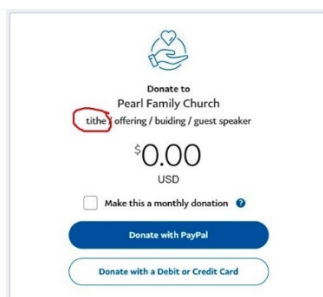 Donate to
Pearl Family Church
tithe / offering / buiding / guest speaker
$0.00
USD
Make this a monthly donation ?
Donate with PayPal
Donate with a Debit or Credit Card